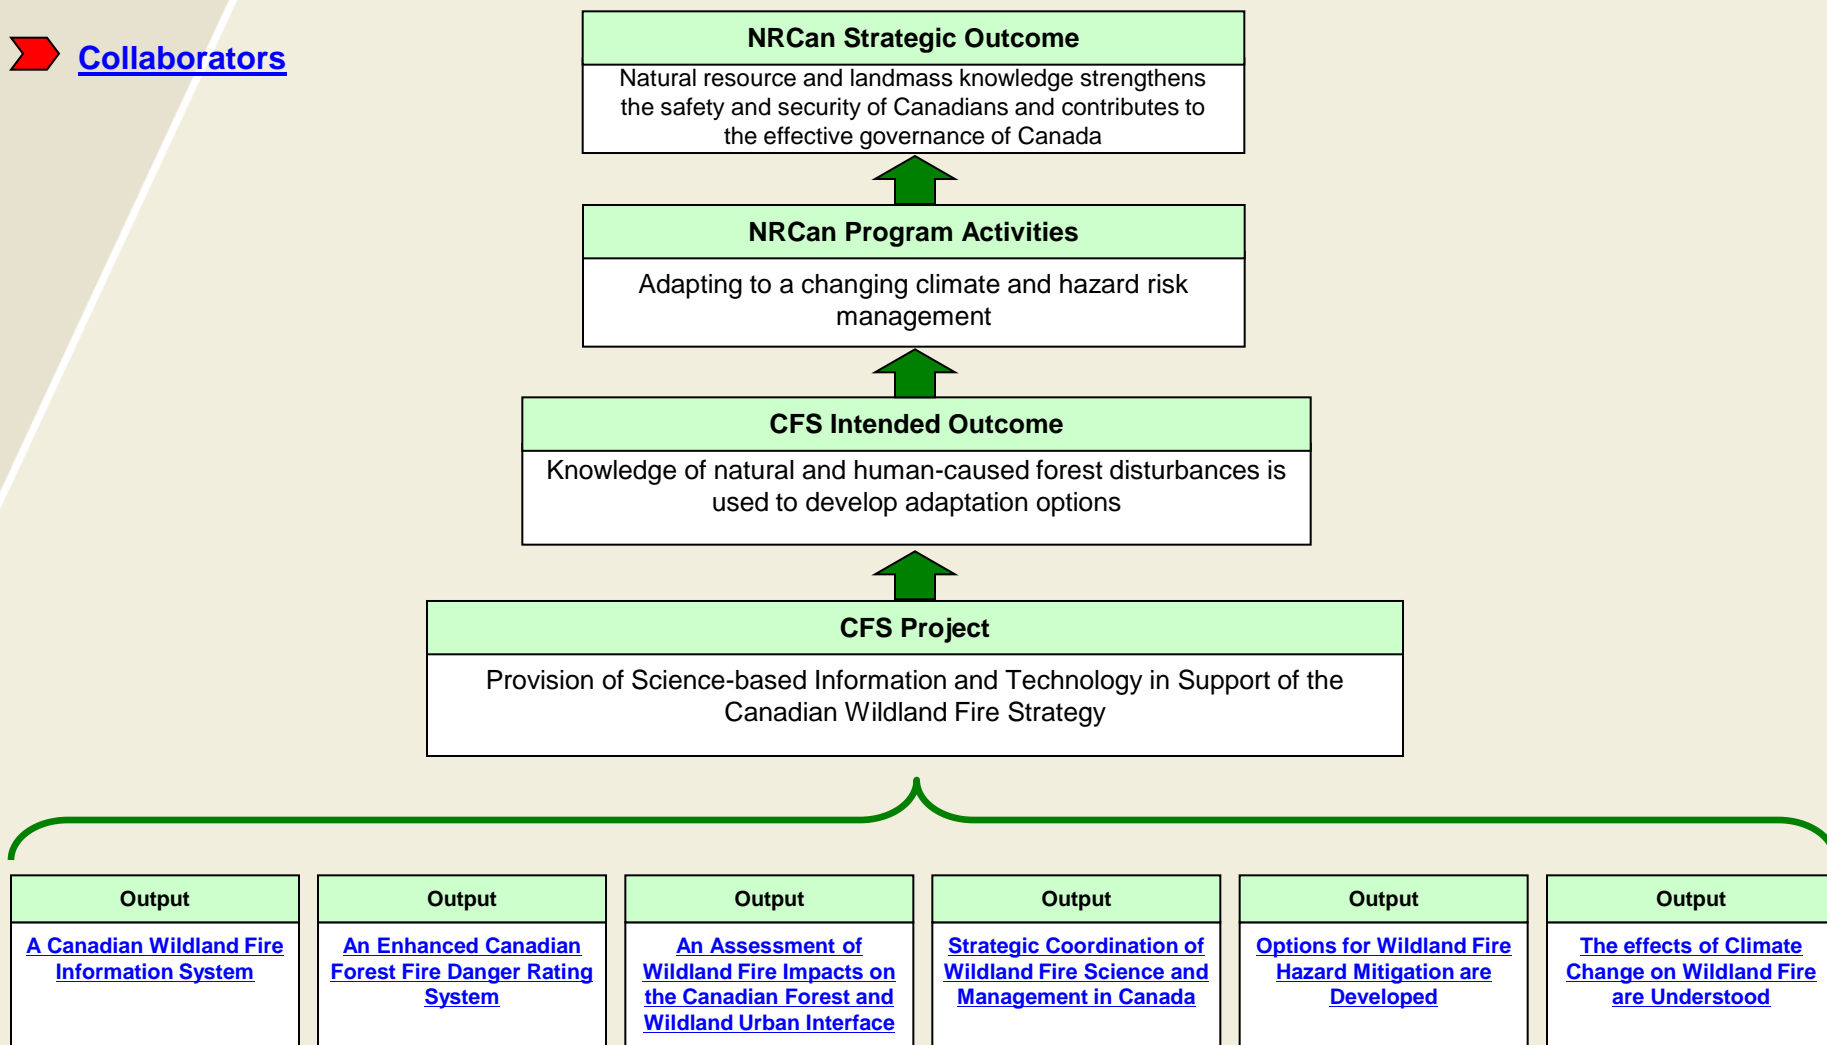 Collaborators
NRCan Strategic Outcome
Natural resource and landmass knowledge strengthens
the safety and security of Canadians and contributes to
the effective governance of Canada
NRCan Program Activities
Adapting to a changing climate and hazard risk
management
CFS Intended Outcome
Knowledge of natural and human-caused forest disturbances is
used to develop adaptation options
CFS Project
Provision of Science-based Information and Technology in Support of the
Canadian Wildland Fire Strategy
Output
A Canadian Wildland Fire
Information System
Output
An Enhanced Canadian
Forest Fire Danger Rating
System
Output
An Assessment of
Wildland Fire Impacts on
the Canadian Forest and
Wildland Urban Interface
Output
Strategic Coordination of
Wildland Fire Science and
Management in Canada
Output
Options for Wildland Fire
Hazard Mitigation are
Developed
Output
The effects of Climate
Change on Wildland Fire
are Understood